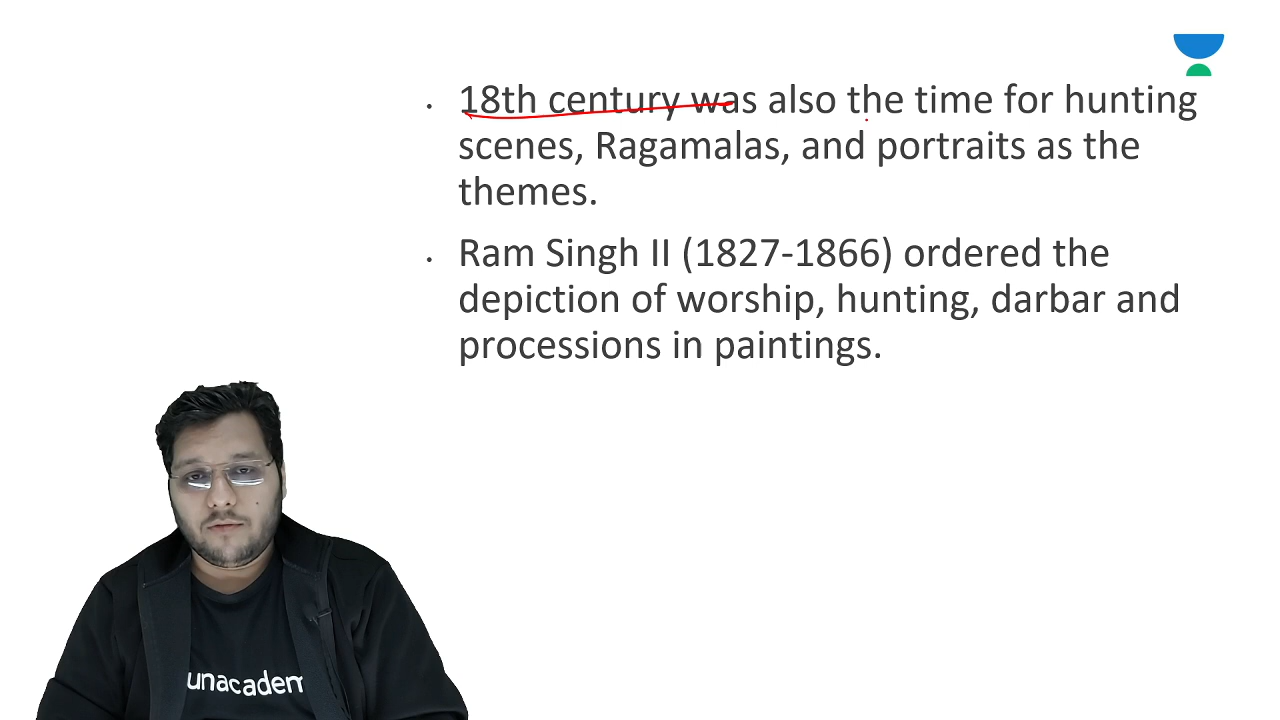 18th century was also the time for hunting
scenes, Ragamalas, and portraits as the
themes.
Ram Singh II (1827-1866) ordered the
depiction of worship, hunting, darbar and
processions in paintings.
unacadem